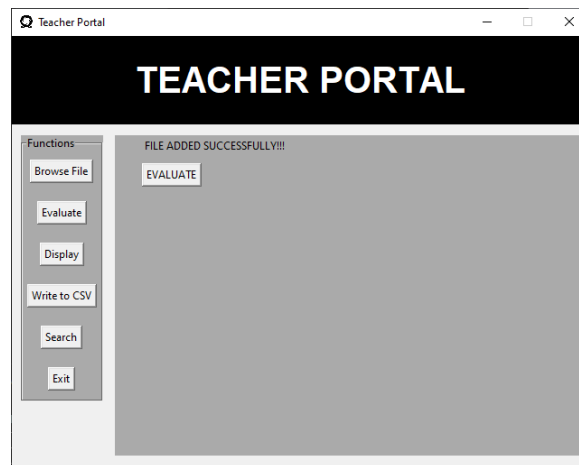 Teacher Portal
TEACHER PORTAL
Functions
Browse File
Evaluate
Display
Write to CSV
Search
Exit
FILE ADDED SUCCESSFULLY!!!
EVALUATE